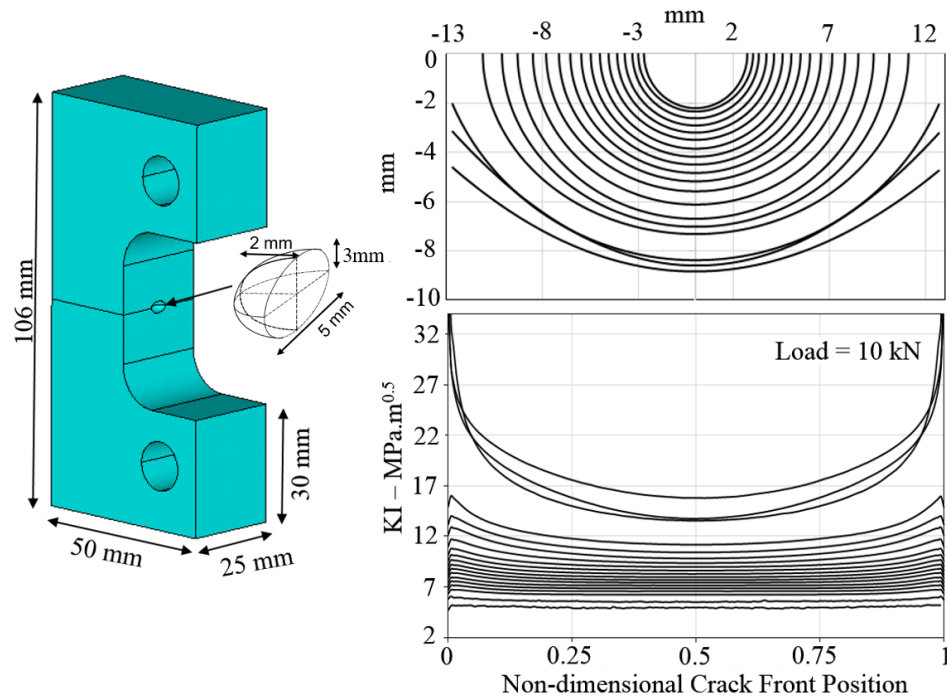 106 mm
50 mm
25 mm
30 mm
2 mm
3mm
5 mm
mm
-13 -8 -3 2 7 12
mm
0
-2
-4
-6
-8
-10
Load = 10 kN
KI – MPa.m^0.5
32
27
22
17
12
7
2
0 0.25 0.5 0.75 1
Non-dimensional Crack Front Position